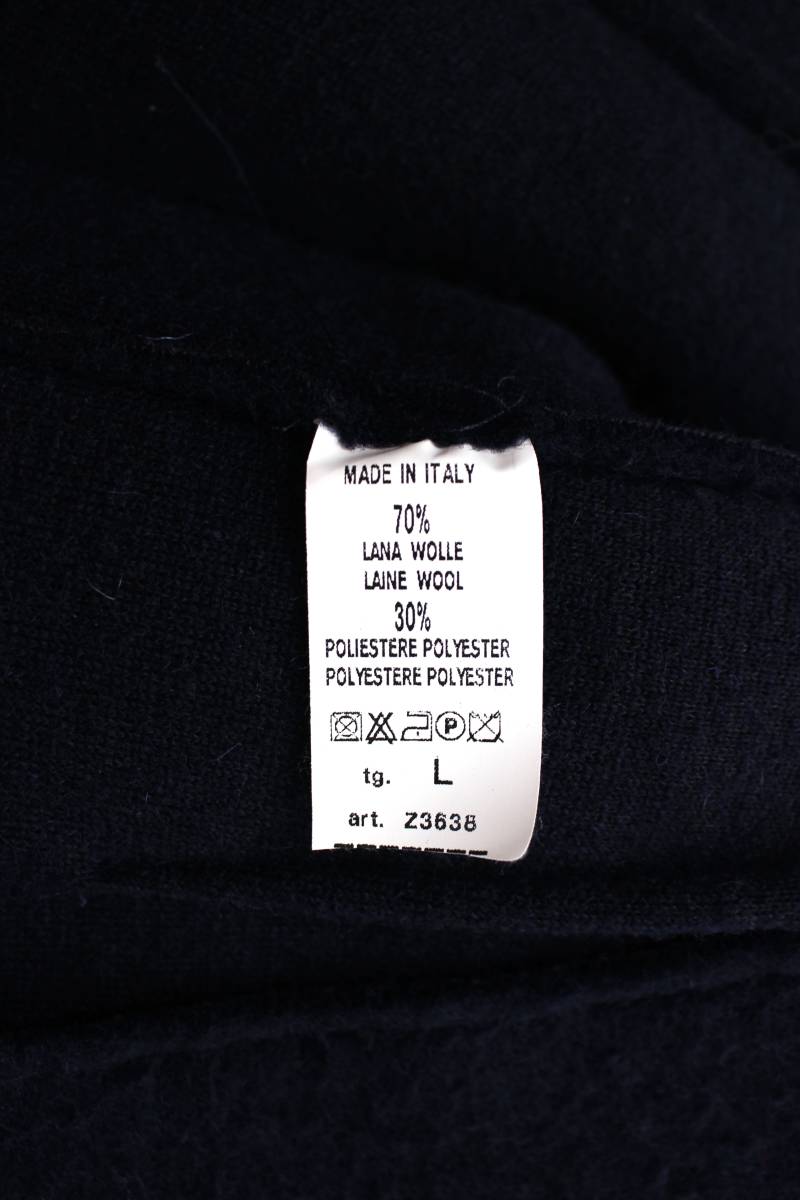 MADE IN ITALY
70%
LANA WOLLE
LAINE WOOL
30%
POLIESTERE POLYESTER
POLYESTERE POLYESTER
P
tg. L
art. Z3638